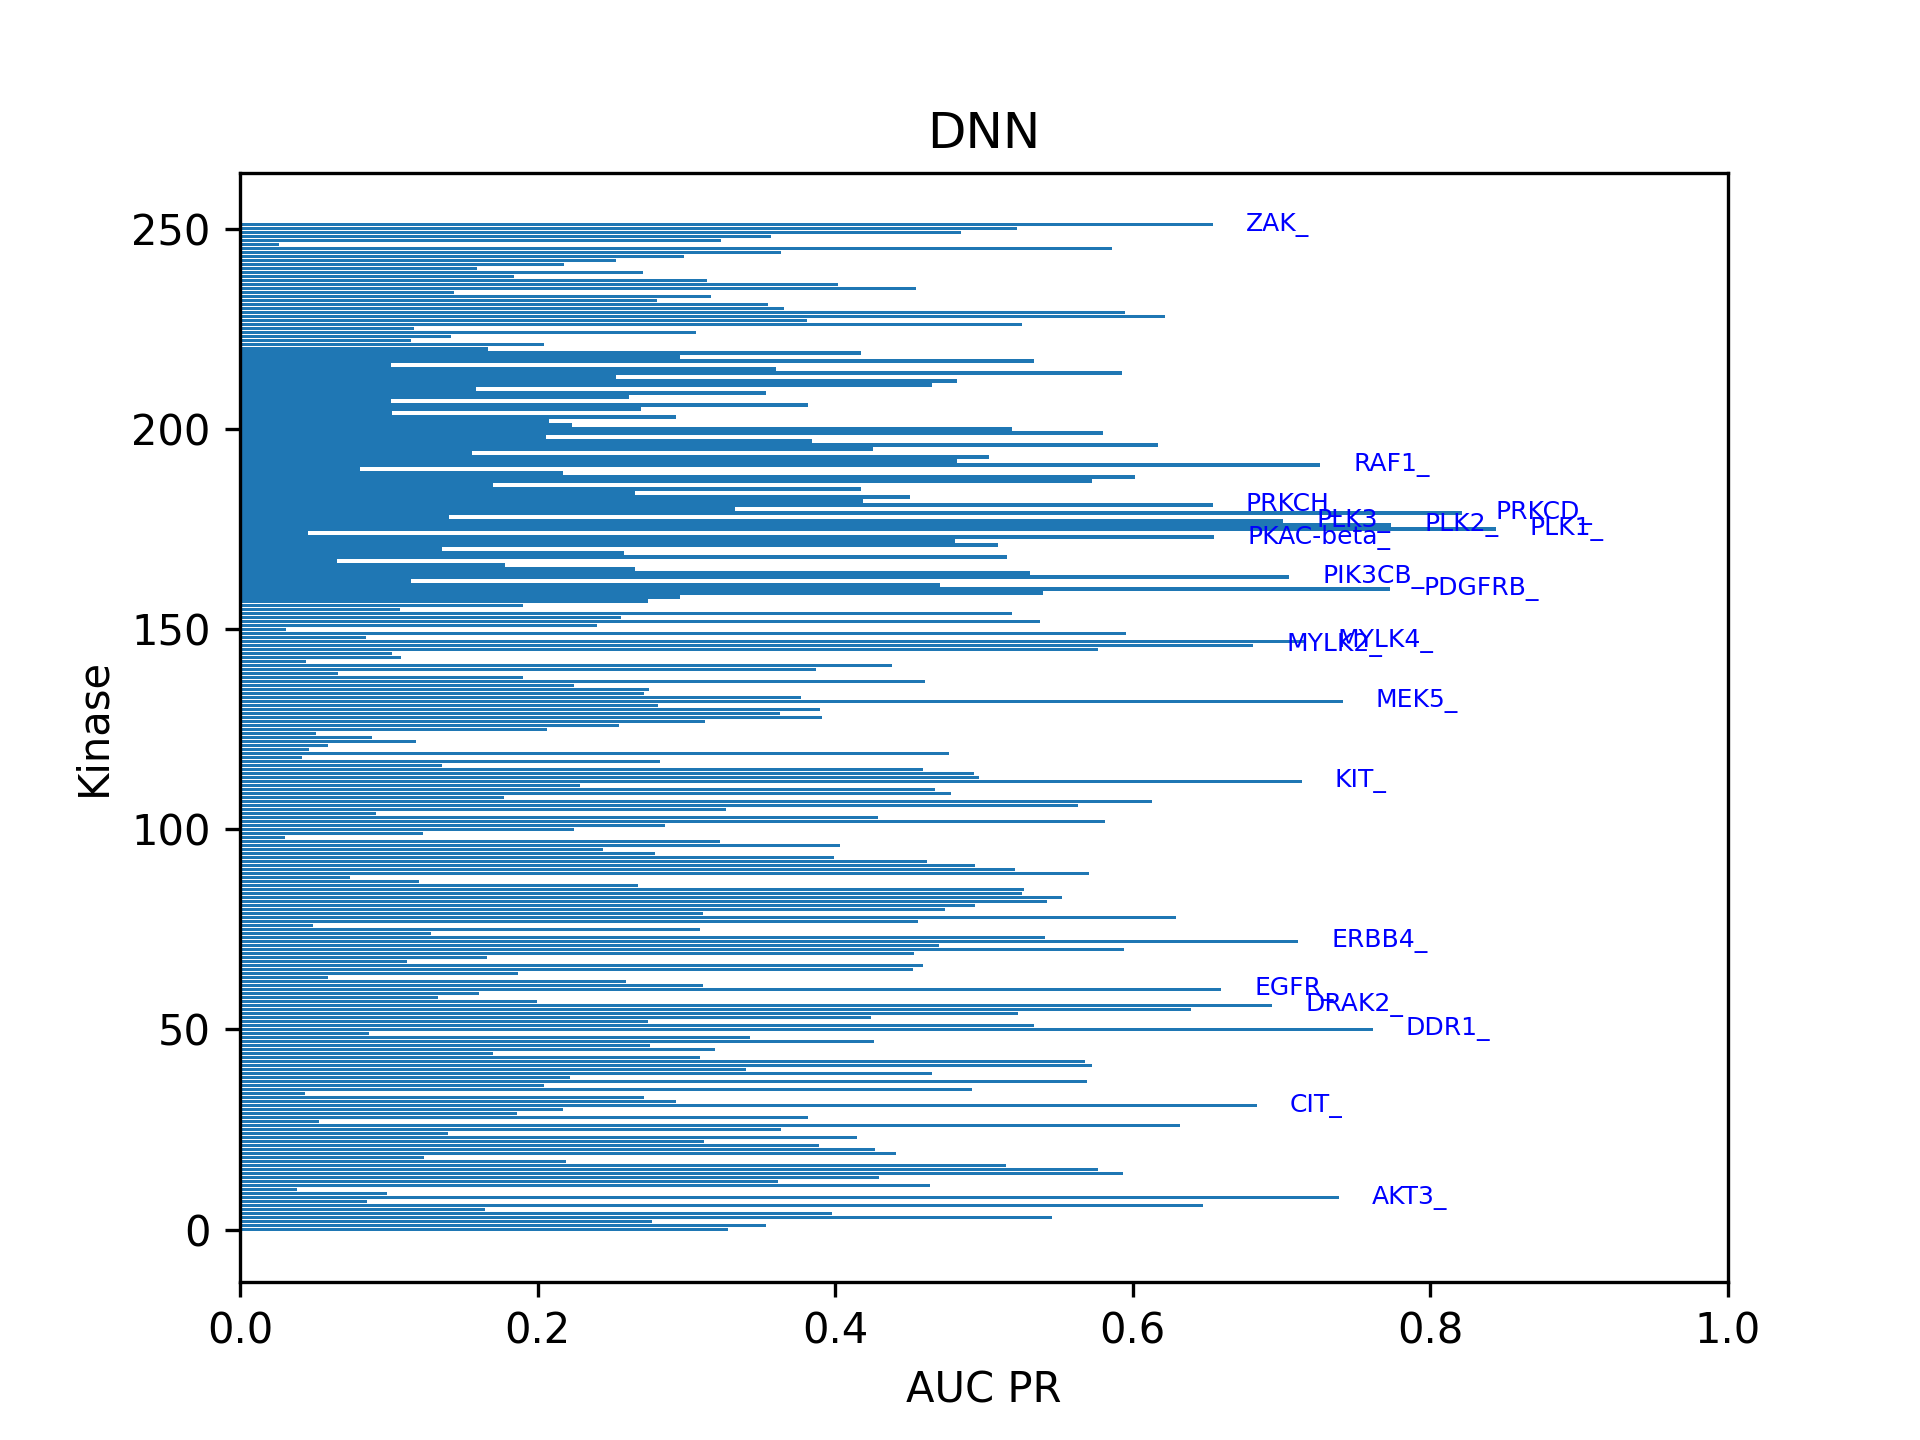 DNN
250
ZAK_
200
RAF1_
PRKCH_
PRKCD_
PLK3_
PLK2_
PLK1_
PKAC-beta_
PIK3CB_
PDGFRB_
150
MYLK4_
MYLK2_
MEK5_
KIT_
100
ERBB4_
EGFR_
DRAK2_
50
DDR1_
CIT_
AKT3_
0
Kinase
0.0 0.2 0.4 0.6 0.8 1.0
AUC PR